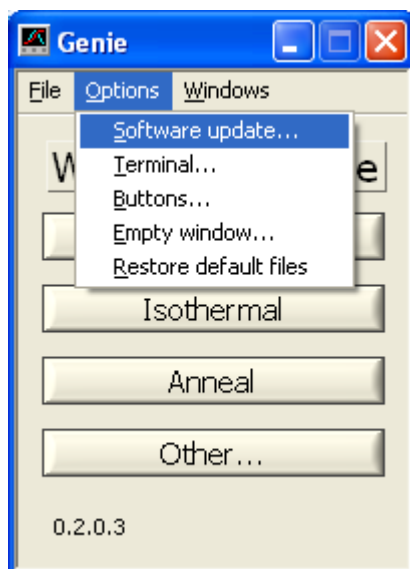 Genie
File Options Windows
Software update...
Terminal...
Buttons...
Empty window...
Restore default files
Isothermal
Anneal
Other...
0.2.0.3